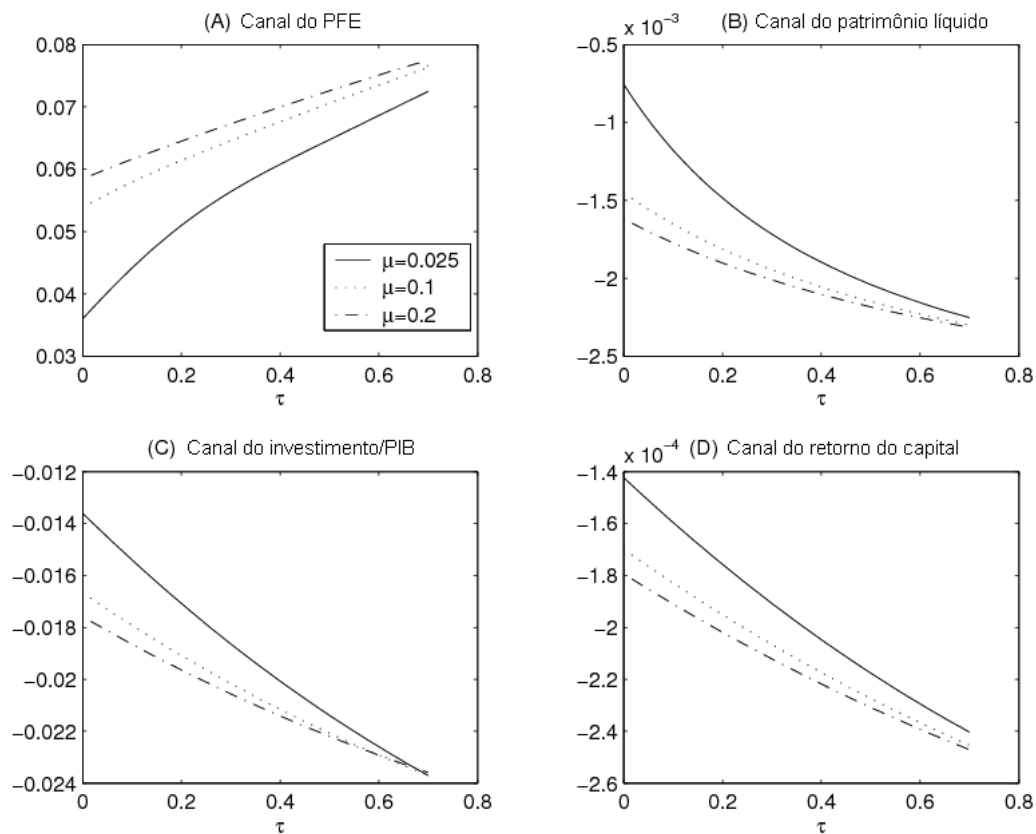 (A) Canal do PFE
0.08
0.07
0.06
0.05
0.04
0.03
μ=0.025
μ=0.1
μ=0.2
0 0.2 0.4 0.6 0.8
τ
(B) Canal do patrimônio líquido
x 10⁻³
−0.5
−1
−1.5
−2
−2.5
0 0.2 0.4 0.6 0.8
τ
(C) Canal do investimento/PIB
−0.012
−0.014
−0.016
−0.018
−0.02
−0.022
−0.024
0 0.2 0.4 0.6 0.8
τ
(D) Canal do retorno do capital
x 10⁻⁴
−1.4
−1.6
−1.8
−2
−2.2
−2.4
−2.6
0 0.2 0.4 0.6 0.8
τ